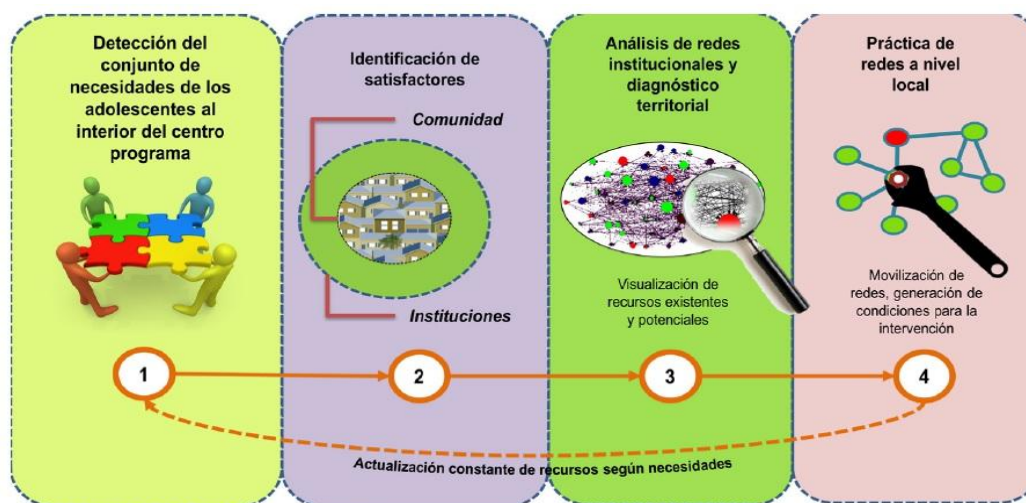 Detección del
conjunto de
necesidades de los
adolescentes al
interior del centro
programa
Identificación de
satisfactores
Comunidad
Instituciones
Análisis de redes
institucionales y
diagnóstico
territorial
Visualización de
recursos existentes
y potenciales
Práctica de
redes a nivel
local
Movilización de
redes, generación de
condiciones para la
intervención
1
2
3
4
Actualización constante de recursos según necesidades